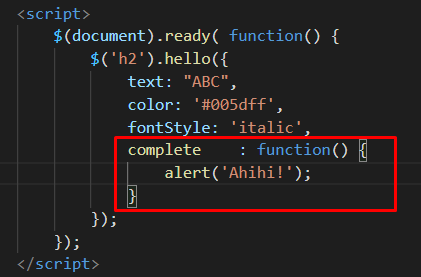 <script>
$(document).ready( function() {
$('h2').hello({
text: "ABC",
color: '#005dff',
fontStyle: 'italic',
complete    : function() {
alert('Ahihi!');
}
});
});
</script>